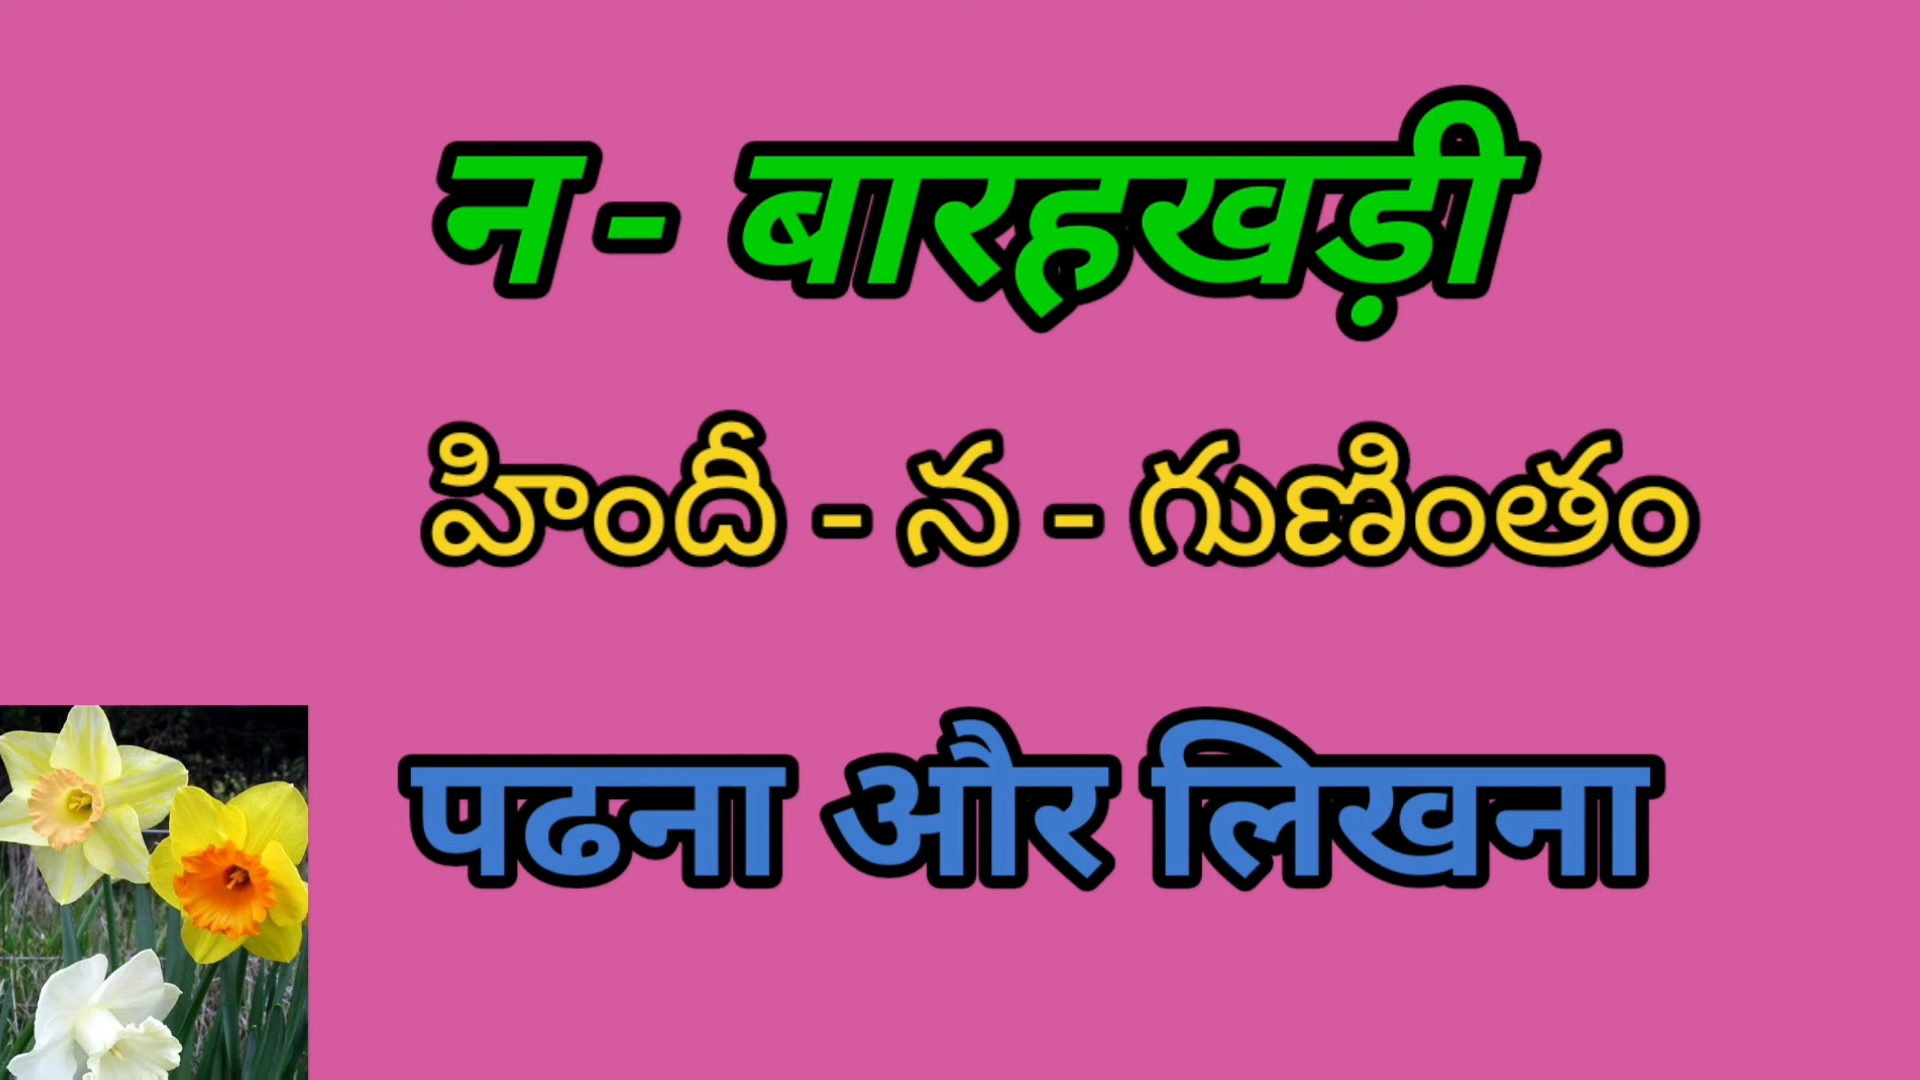 न - बारहखड़ी
హిందీ - న - గుణింతం
पढना और लिखना